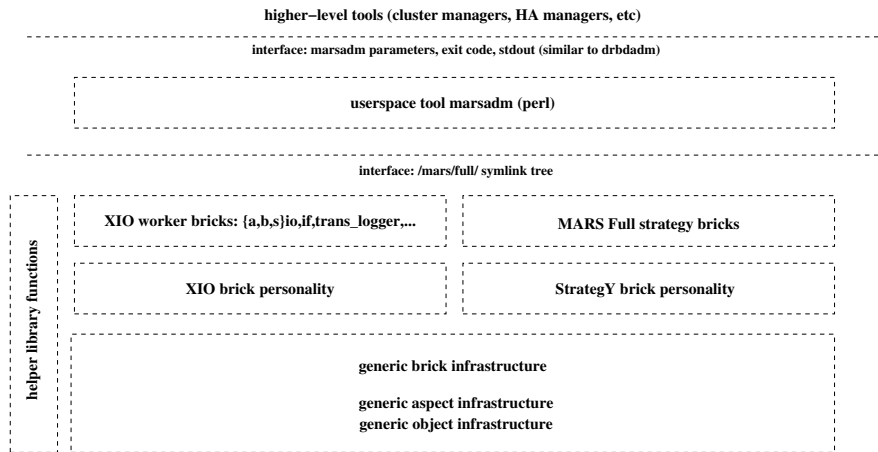 higher−level tools (cluster managers, HA managers, etc)
interface: marsadm parameters, exit code, stdout (similar to drbdadm)
userspace tool marsadm (perl)
interface: /mars/full/ symlink tree
helper library functions
XIO worker bricks: {a,b,s}io,if,trans_logger,...
MARS Full strategy bricks
XIO brick personality
StrategY brick personality
generic brick infrastructure
generic aspect infrastructure
generic object infrastructure